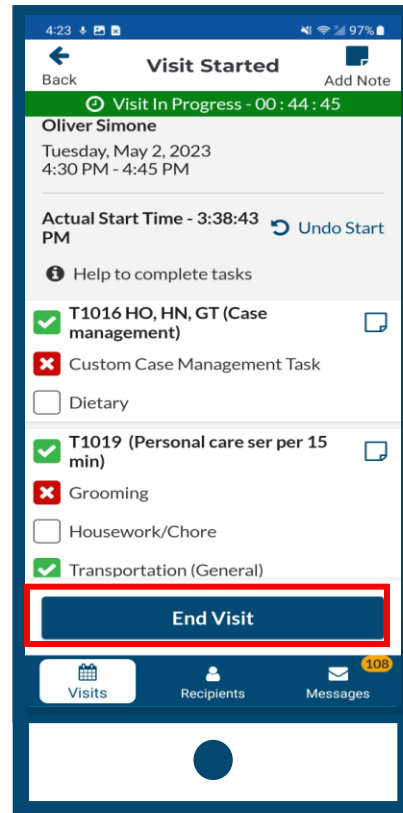 4:23 97%
Back Visit Started Add Note
Visit In Progress - 00 : 44 : 45
Oliver Simone
Tuesday, May 2, 2023
4:30 PM - 4:45 PM
Actual Start Time - 3:38:43
PM
Undo Start
Help to complete tasks
T1016 HO, HN, GT (Case
management)
Custom Case Management Task
Dietary
T1019 (Personal care ser per 15
min)
Grooming
Housework/Chore
Transportation (General)
End Visit
108
Visits Recipients Messages